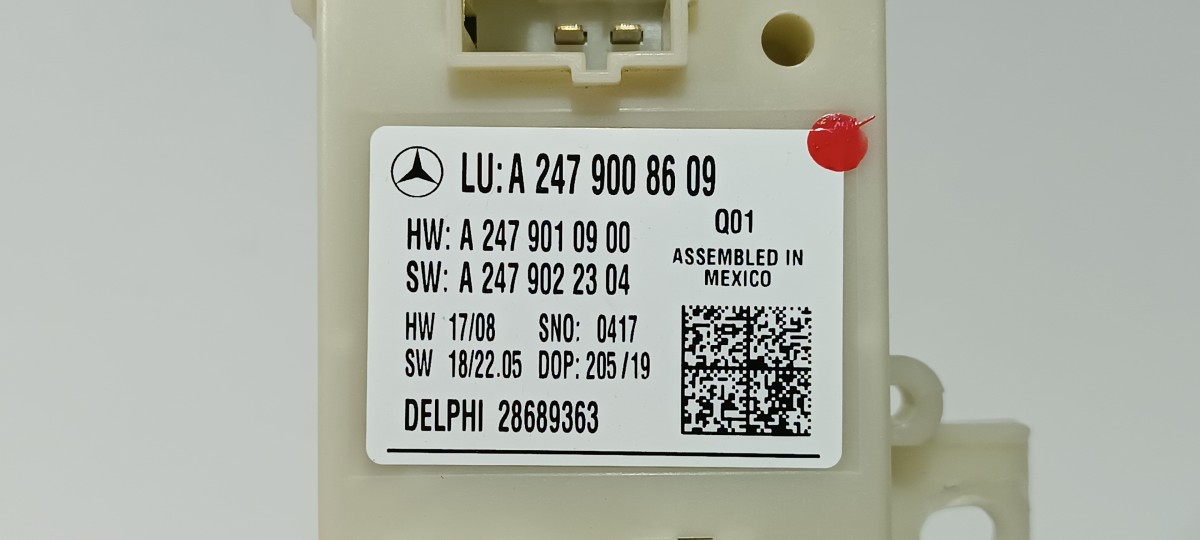 LU: A 247 900 86 09
HW: A 247 901 09 00
SW: A 247 902 23 04
Q01
ASSEMBLED IN
MEXICO
HW 17/08 SNO: 0417
SW 18/22.05 DOP: 205/19
DELPHI 28689363